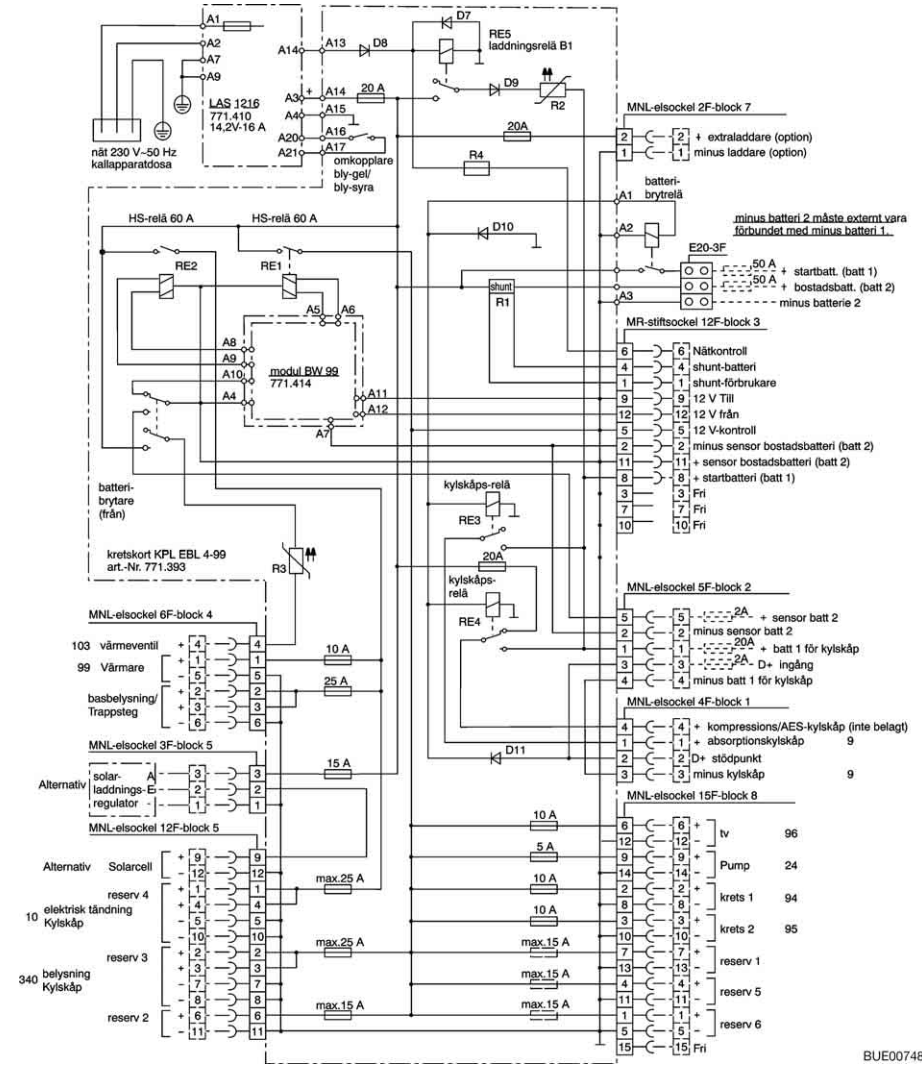 A1
A2
A7
A9
LAS 1216
771.410
14,2V-16 A
A14
A13
D8
D7
RE5
laddningsrelä B1
D9
R2
A3
+
A14
20 A
A4
A15
A20
A16
A21
A17
omkopplare
bly-gel/
bly-syra
nät 230 V~50 Hz
kallapparatdosa
20A
R4
MNL-elsockel 2F-block 7
2 2 + extraladdare (option)
1 1 minus laddare (option)
A1
batteri-
brytrelä
A2
minus batteri 2 måste externt vara
förbundet med minus batteri 1.
E20-3F
50 A + startbatt. (batt 1)
50 A + bostadsbatt. (batt 2)
A3 minus batterie 2
HS-relä 60 A
HS-relä 60 A
D10
RE2
RE1
shunt
R1
A5
A6
A8
A9
A10
A4
modul BW 99
771.414
A11
A12
A7
MR-stiftsockel 12F-block 3
6 6 Nätkontroll
4 4 shunt-batteri
1 1 shunt-förbrukare
9 9 12 V Till
12 12 12 V från
5 5 12 V-kontroll
2 2 minus sensor bostadsbatteri (batt 2)
11 11 + sensor bostadsbatteri (batt 2)
8 8 + startbatteri (batt 1)
3 3 Fri
7 7 Fri
10 10 Fri
batteri-
brytare
(från)
kylskåps-relä
RE3
20A
kylskåps-
relä
RE4
kretskort KPL EBL 4-99
art.-Nr. 771.393
R3
MNL-elsockel 5F-block 2
5 5 2A + sensor batt 2
2 2 minus sensor batt 2
1 1 20A + batt 1 för kylskåp
3 3 2A D+ ingång
4 4 minus batt 1 för kylskåp
MNL-elsockel 6F-block 4
103 värmeventil + 4 4
99 Värmare + 1 1 10 A
- 5 5
basbelysning/
Trappsteg
+ 2 2 25 A
+ 3 3
- 6 6
MNL-elsockel 4F-block 1
4 4 + kompressions/AES-kylskåp (inte belagt)
1 1 + absorptionskylskåp 9
2 2 D+ stödpunkt
3 3 minus kylskåp 9
D11
MNL-elsockel 3F-block 5
Alternativ
solar-
laddnings-
regulator
A 3 3 15 A
E 2 2
- 1 1
MNL-elsockel 12F-block 5
Alternativ Solarcell + 9 9
- 12 12
reserv 4 + 1 1 max.25 A
+ 4 4
10 elektrisk tändning
Kylskåp
- 5 5
- 10 10
reserv 3 + 2 2 max.25 A
+ 3 3
340 belysning
Kylskåp
- 7 7
- 8 8
reserv 2 + 6 6 max.15 A
- 11 11
MNL-elsockel 15F-block 8
10 A 6 6 + tv 96
12 12 -
5 A 9 9 + Pump 24
14 14 -
10 A 2 2 + krets 1 94
8 8 -
10 A 3 3 + krets 2 95
10 10 -
max.15 A 7 7 + reserv 1
13 13 -
max.15 A 4 4 + reserv 5
11 11 -
max.15 A 1 1 + reserv 6
5 5 -
15 15 Fri
BUE00748